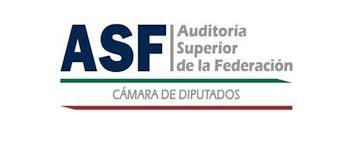 ASF
Auditoría
Superior
de la Federación
CÁMARA DE DIPUTADOS